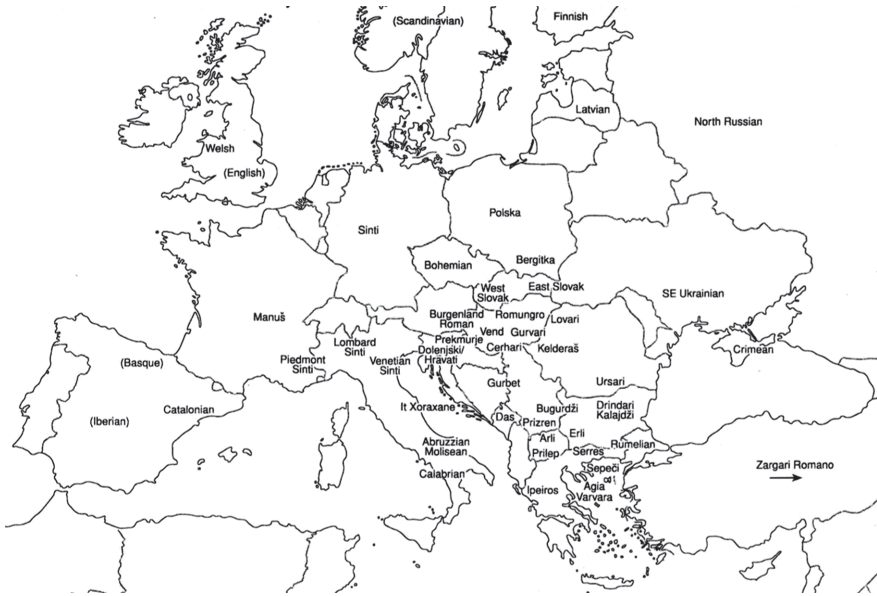 (Scandinavian)
Finnish
Latvian
North Russian
Welsh
(English)
Sinti
Polska
Bohemian
Bergitka
West
Slovak
East Slovak
SE Ukrainian
Manuš
Burgenland
Roman
Romungro
Lovari
Lombard
Sinti
Vend
Gurvari
Prekmurje
Cerhari
Kelderaš
Crimean
Dolenjski/
Hravati
Piedmont
Sinti
Venetian
Sinti
(Basque)
Gurbet
Ursari
(Iberian)
Catalonian
It Xoraxane
Das
Bugurdži
Drindari
Kalajdži
Prizren
Arli
Erli
Rumelian
Abruzzian
Molisean
Prilep
Serres
Sepeči
Zargari Romano
Calabrian
Ipeiros
Agia
Varvara